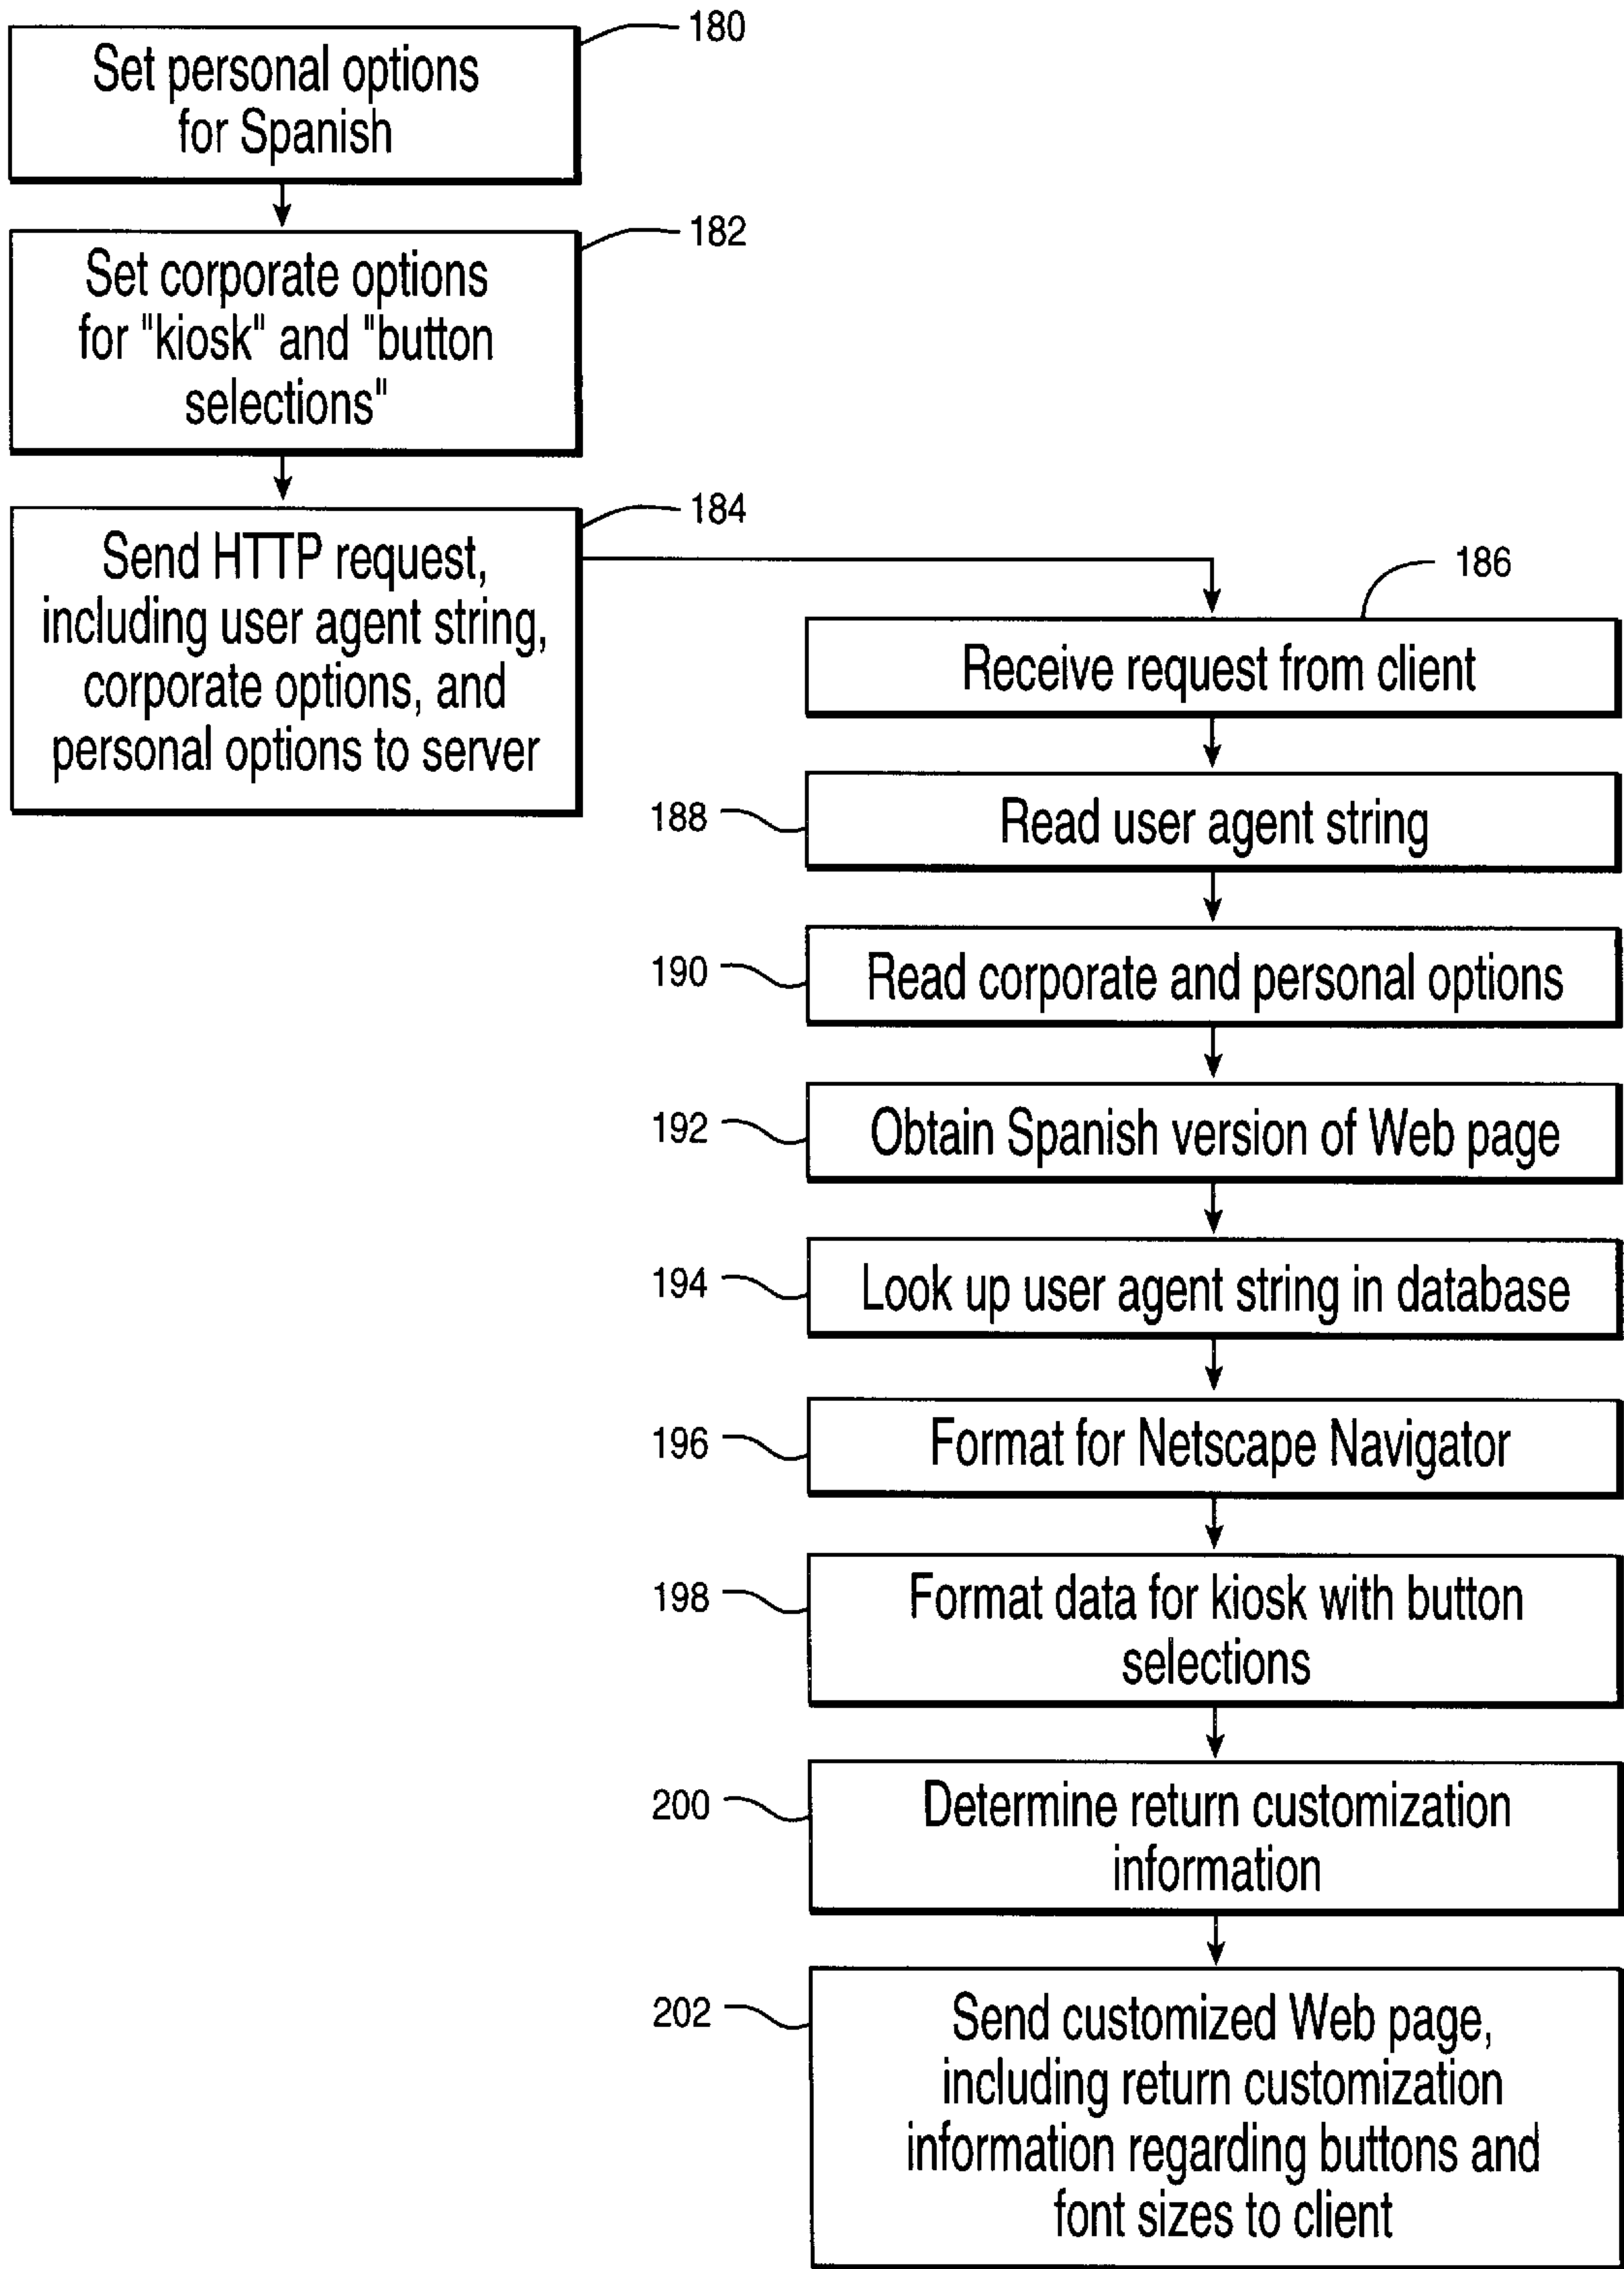 180
Set personal options
for Spanish
182
Set corporate options
for "kiosk" and "button
selections"
184
Send HTTP request,
including user agent string,
corporate options, and
personal options to server
186
Receive request from client
188
Read user agent string
190
Read corporate and personal options
192
Obtain Spanish version of Web page
194
Look up user agent string in database
196
Format for Netscape Navigator
198
Format data for kiosk with button
selections
200
Determine return customization
information
202
Send customized Web page,
including return customization
information regarding buttons and
font sizes to client